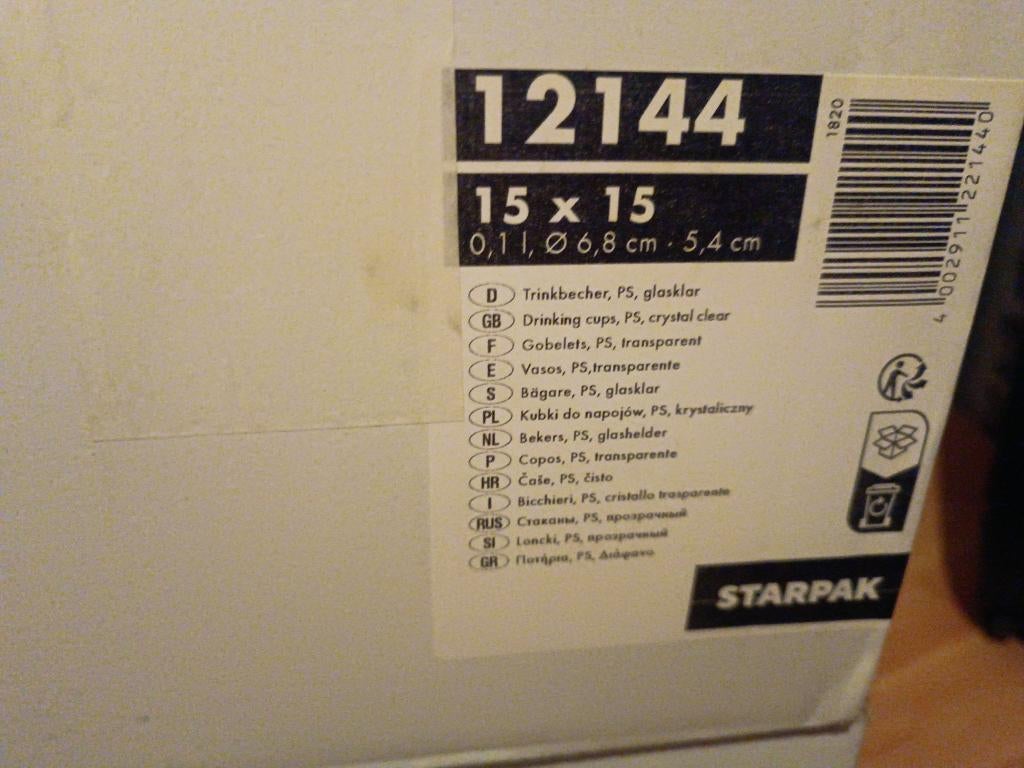 12144
15 x 15
0,1 l, Ø 6,8 cm · 5,4 cm
1820
4 002911 221440
D Trinkbecher, PS, glasklar
GB Drinking cups, PS, crystal clear
F Gobelets, PS, transparent
E Vasos, PS,transparente
S Bägare, PS, glasklar
PL Kubki do napojów, PS, krystaliczny
NL Bekers, PS, glashelder
P Copos, PS, transparente
HR Čaše, PS, čisto
I Bicchieri, PS, cristallo trasparente
RUS Стаканы, PS, прозрачный
SI Loncki, PS, прозрачный
GR Ποτήρια, PS, Διάφανο
STARPAK